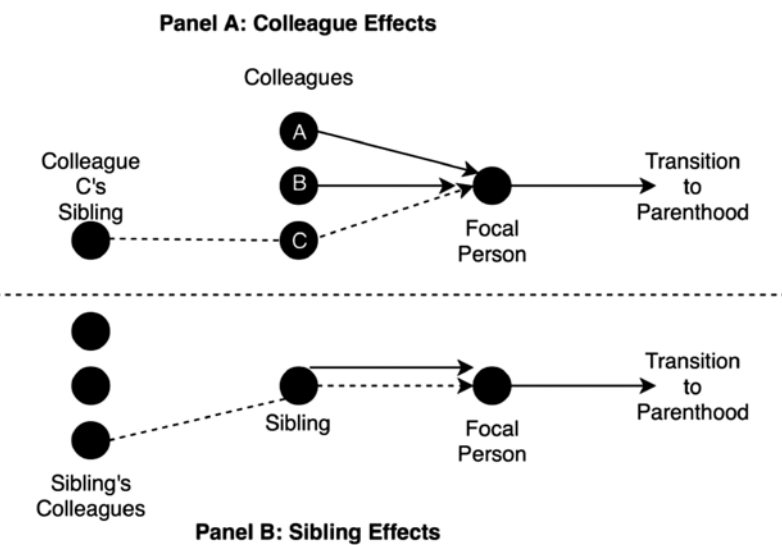 Panel A: Colleague Effects
Colleagues
A
Colleague
C's
Sibling
B
C
Focal
Person
Transition
to
Parenthood
Sibling
Focal
Person
Transition
to
Parenthood
Sibling's
Colleagues
Panel B: Sibling Effects